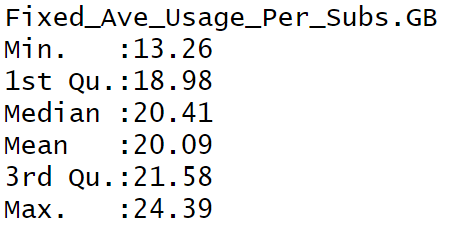 Fixed_Ave_Usage_Per_Subs.GB
Min.   :13.26
1st Qu.:18.98
Median :20.41
Mean   :20.09
3rd Qu.:21.58
Max.   :24.39